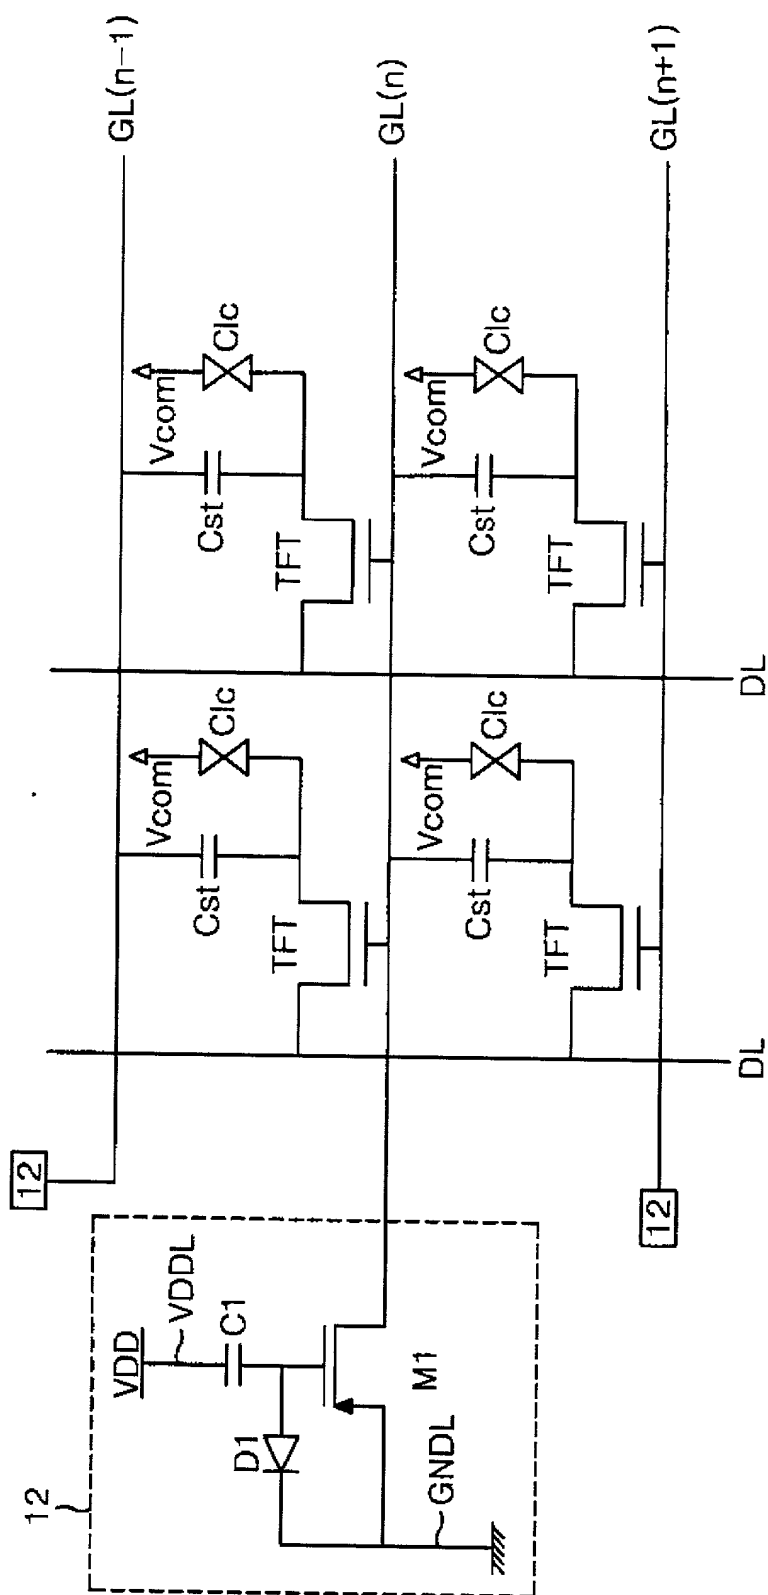 GL(n−1)
GL(n)
GL(n+1)
Vcom
Clc
Cst
TFT
Vcom
Clc
Cst
TFT
DL
Vcom
Clc
Cst
TFT
Vcom
Clc
Cst
TFT
DL
12
12
12
VDD
VDDL
C1
D1
M1
GNDL